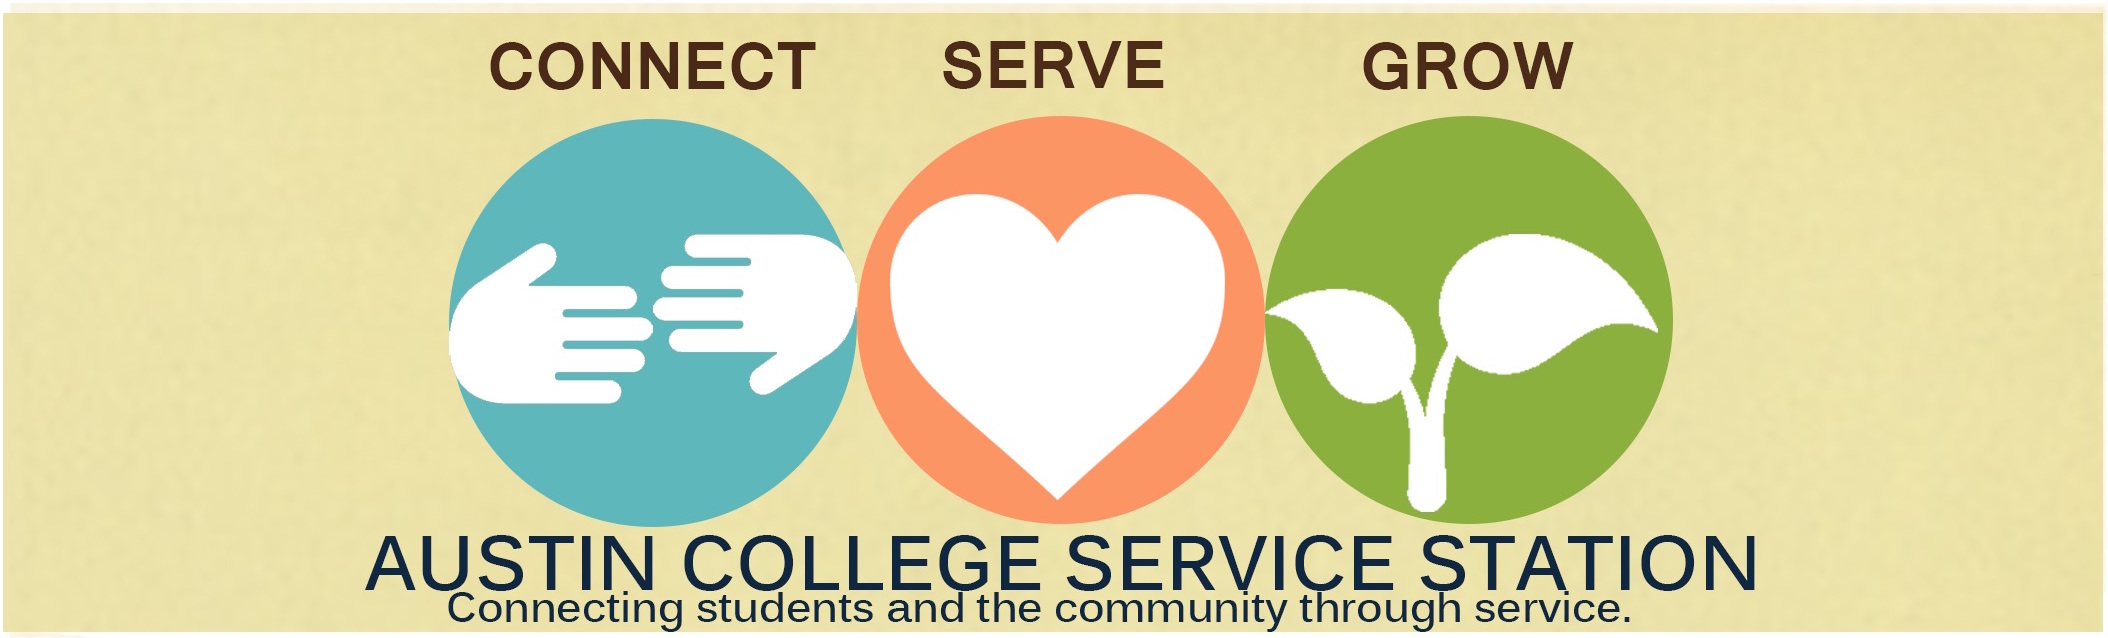 CONNECT SERVE GROW
AUSTIN COLLEGE SERVICE STATION
Connecting students and the community through service.